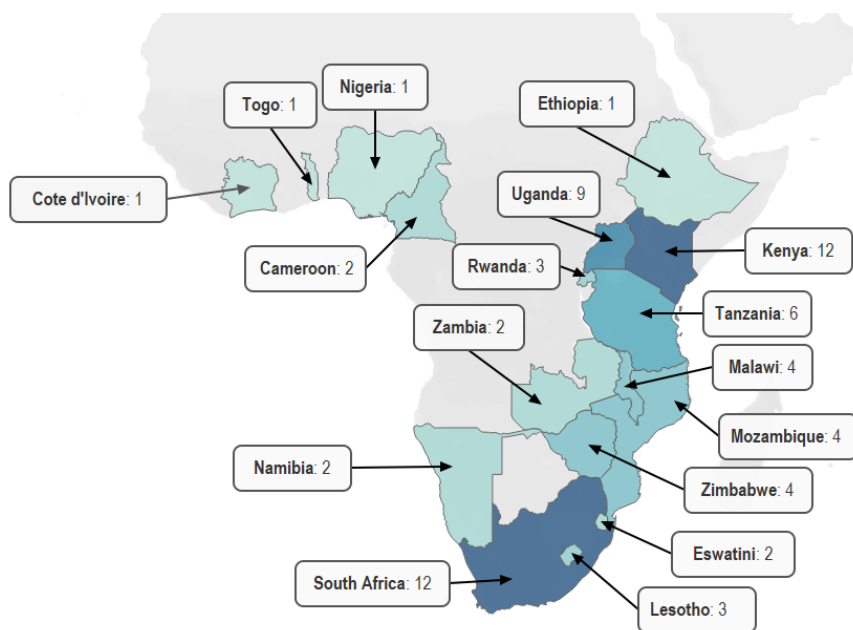 Nigeria: 1
Togo: 1
Ethiopia: 1
Cote d'Ivoire: 1
Uganda: 9
Cameroon: 2
Rwanda: 3
Kenya: 12
Tanzania: 6
Zambia: 2
Malawi: 4
Mozambique: 4
Namibia: 2
Zimbabwe: 4
Eswatini: 2
South Africa: 12
Lesotho: 3